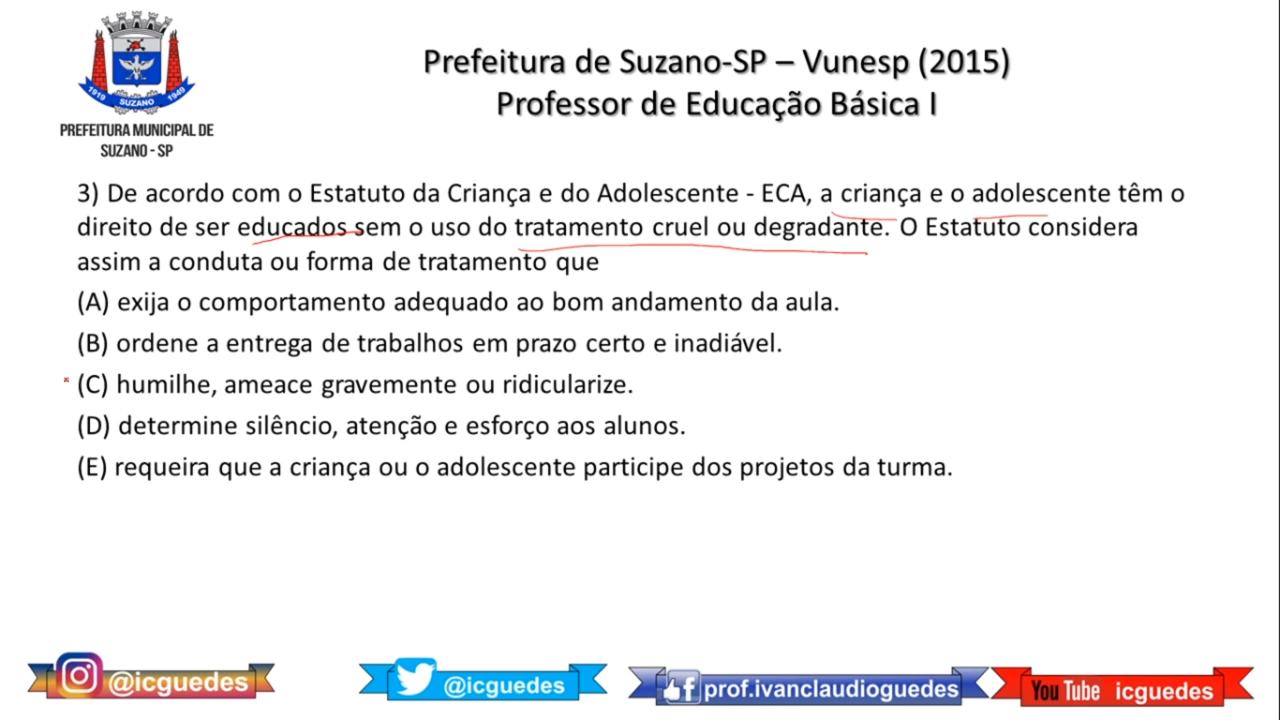 Prefeitura de Suzano-SP – Vunesp (2015)
Professor de Educação Básica I
1919 SUZANO 1949
PREFEITURA MUNICIPAL DE
SUZANO - SP
3) De acordo com o Estatuto da Criança e do Adolescente - ECA, a criança e o adolescente têm o
direito de ser educados sem o uso do tratamento cruel ou degradante. O Estatuto considera
assim a conduta ou forma de tratamento que
(A) exija o comportamento adequado ao bom andamento da aula.
(B) ordene a entrega de trabalhos em prazo certo e inadiável.
(C) humilhe, ameace gravemente ou ridicularize.
(D) determine silêncio, atenção e esforço aos alunos.
(E) requeira que a criança ou o adolescente participe dos projetos da turma.
@icguedes
@icguedes
prof.ivanclaudioguedes
YouTube icguedes